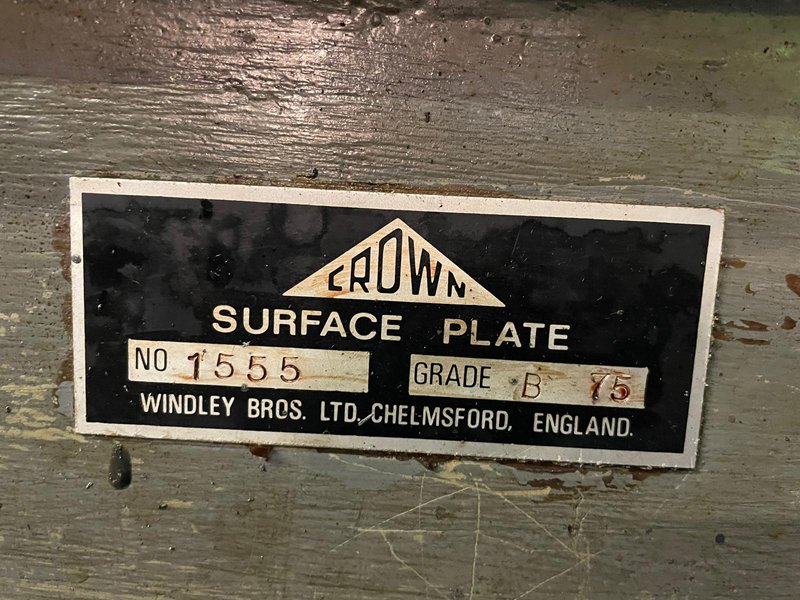 CROWN
SURFACE PLATE
NO 1555 GRADE B 75
WINDLEY BROS. LTD, CHELMSFORD, ENGLAND.